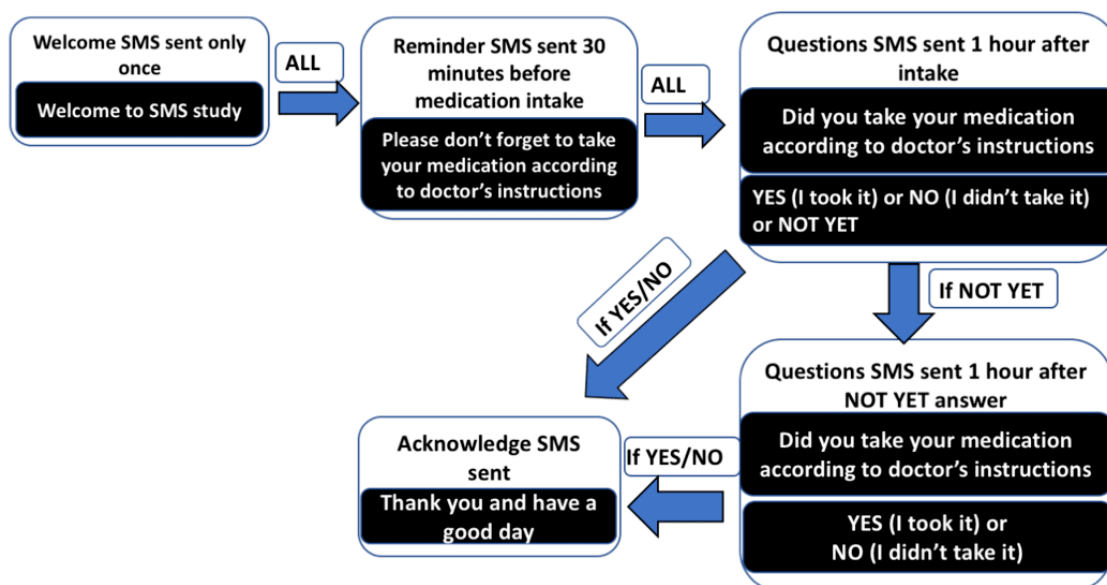 Welcome SMS sent only
once
Welcome to SMS study
ALL
Reminder SMS sent 30
minutes before
medication intake
Please don’t forget to take
your medication according
to doctor’s instructions
ALL
Questions SMS sent 1 hour after
intake
Did you take your medication
according to doctor’s instructions
YES (I took it) or NO (I didn’t take it)
or NOT YET
If YES/NO
If NOT YET
Questions SMS sent 1 hour after
NOT YET answer
Did you take your medication
according to doctor’s instructions
YES (I took it) or
NO (I didn’t take it)
If YES/NO
Acknowledge SMS
sent
Thank you and have a
good day